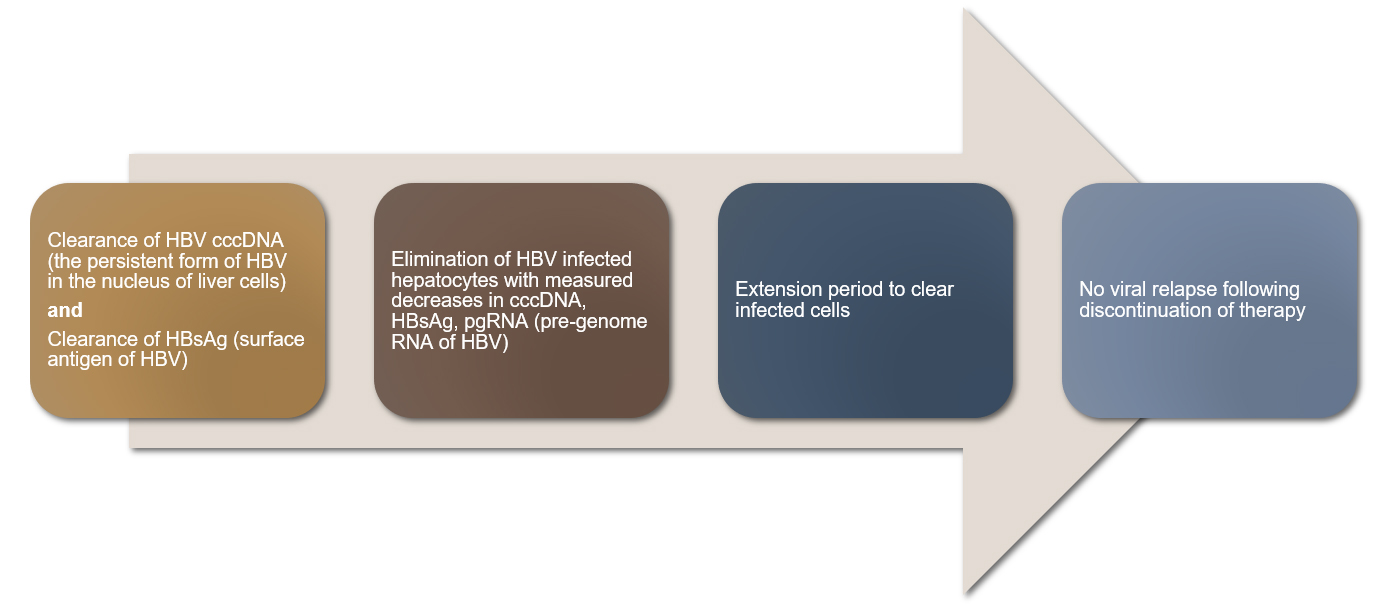 Clearance of HBV cccDNA
(the persistent form of HBV
in the nucleus of liver cells)
and
Clearance of HBsAg (surface
antigen of HBV)
Elimination of HBV infected
hepatocytes with measured
decreases in cccDNA,
HBsAg, pgRNA (pre-genome
RNA of HBV)
Extension period to clear
infected cells
No viral relapse following
discontinuation of therapy